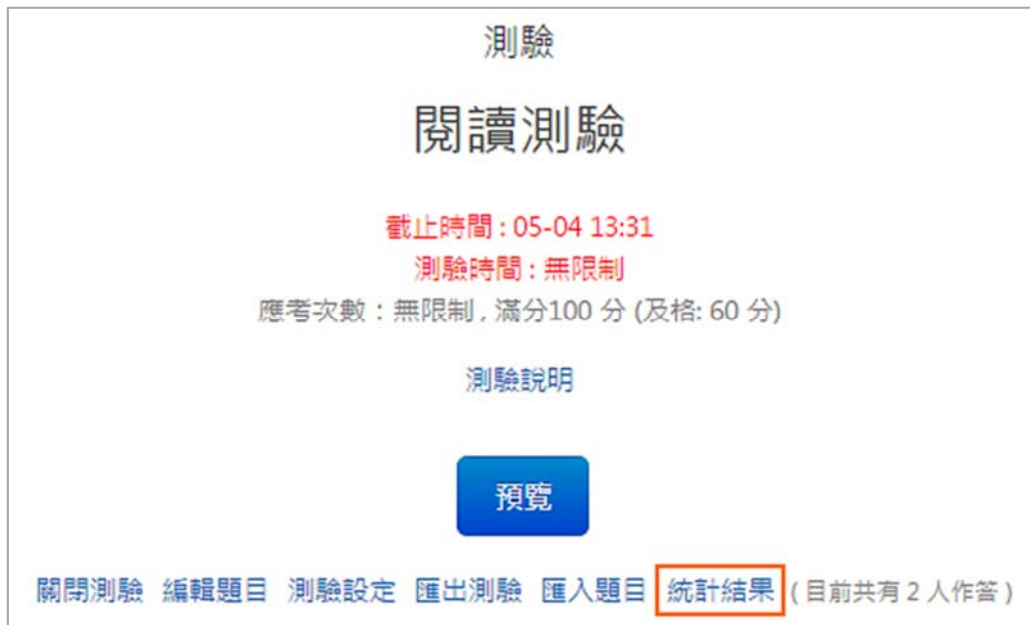 測驗
閱讀測驗
截止時間 : 05-04 13:31
測驗時間 : 無限制
應考次數 : 無限制 , 滿分100 分 (及格: 60 分)
測驗說明
預覽
關閉測驗 編輯題目 測驗設定 匯出測驗 匯入題目 統計結果 ( 目前共有 2 人作答 )